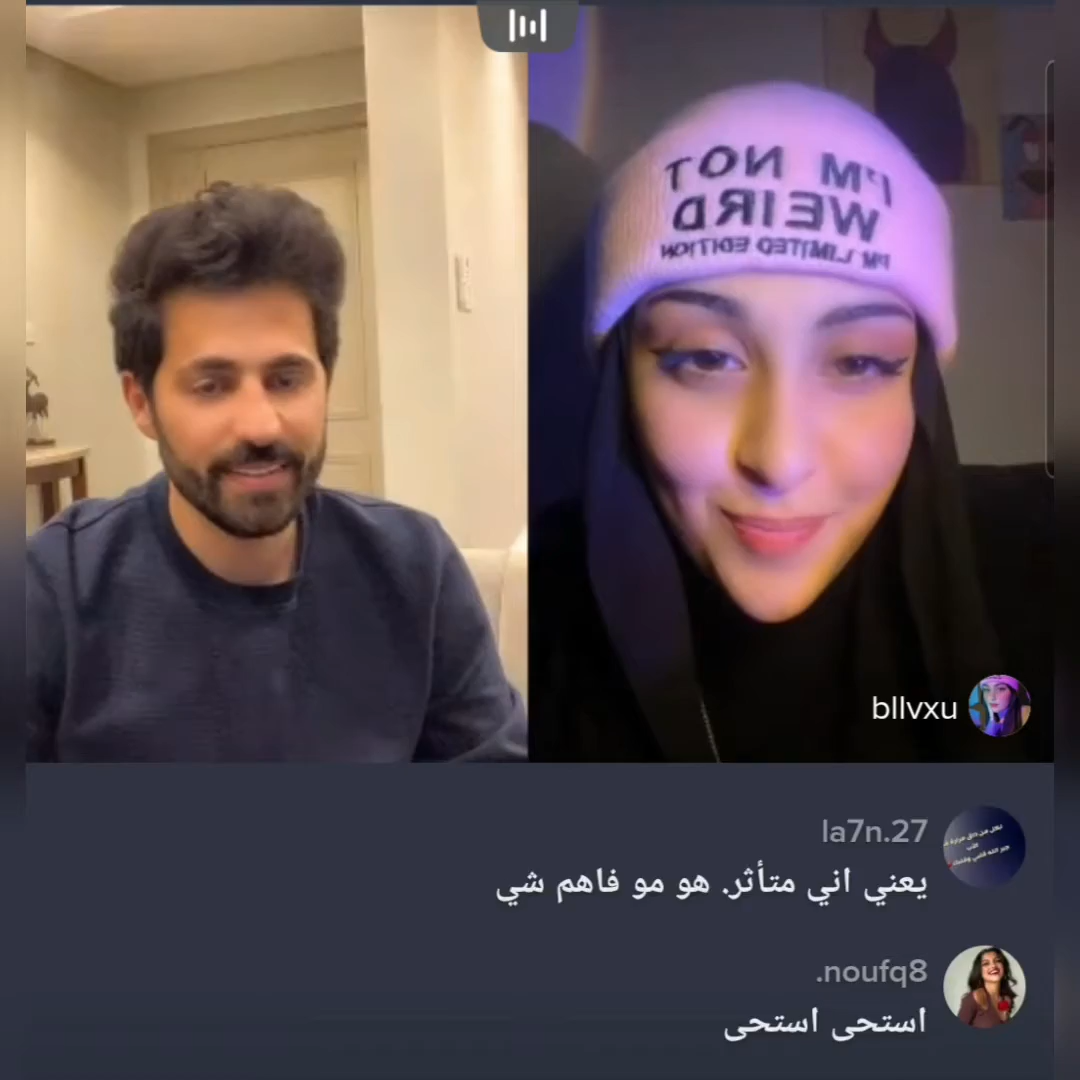 I'M NOT
WEIRD
I'M LIMITED EDITION
bllvxu
la7n.27
يعني اني متأثر. هو مو فاهم شي
noufq8.
استحى استحى